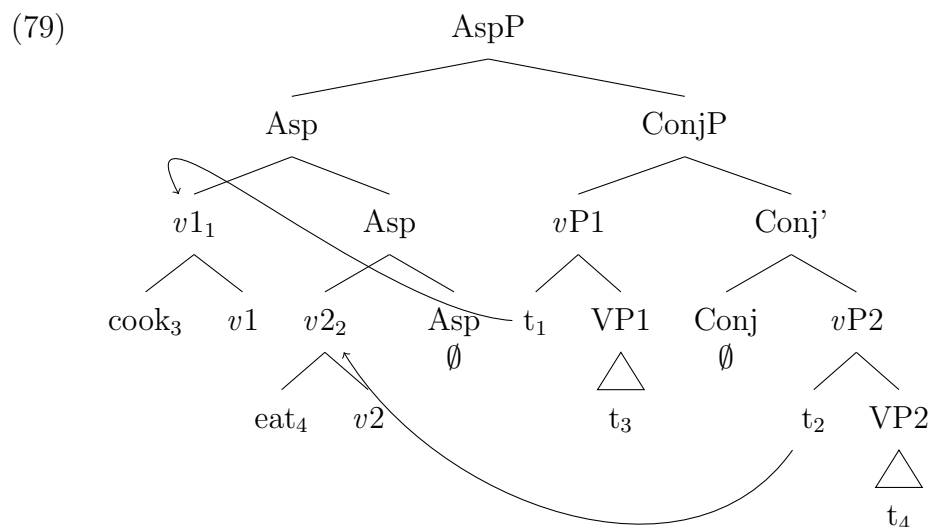 (79) AspP
Asp ConjP
v1₁ Asp vP1 Conj’
cook₃ v1 v2₂ Asp t₁ VP1 Conj vP2
∅ ∅
eat₄ v2 t₃ t₂ VP2
t₄